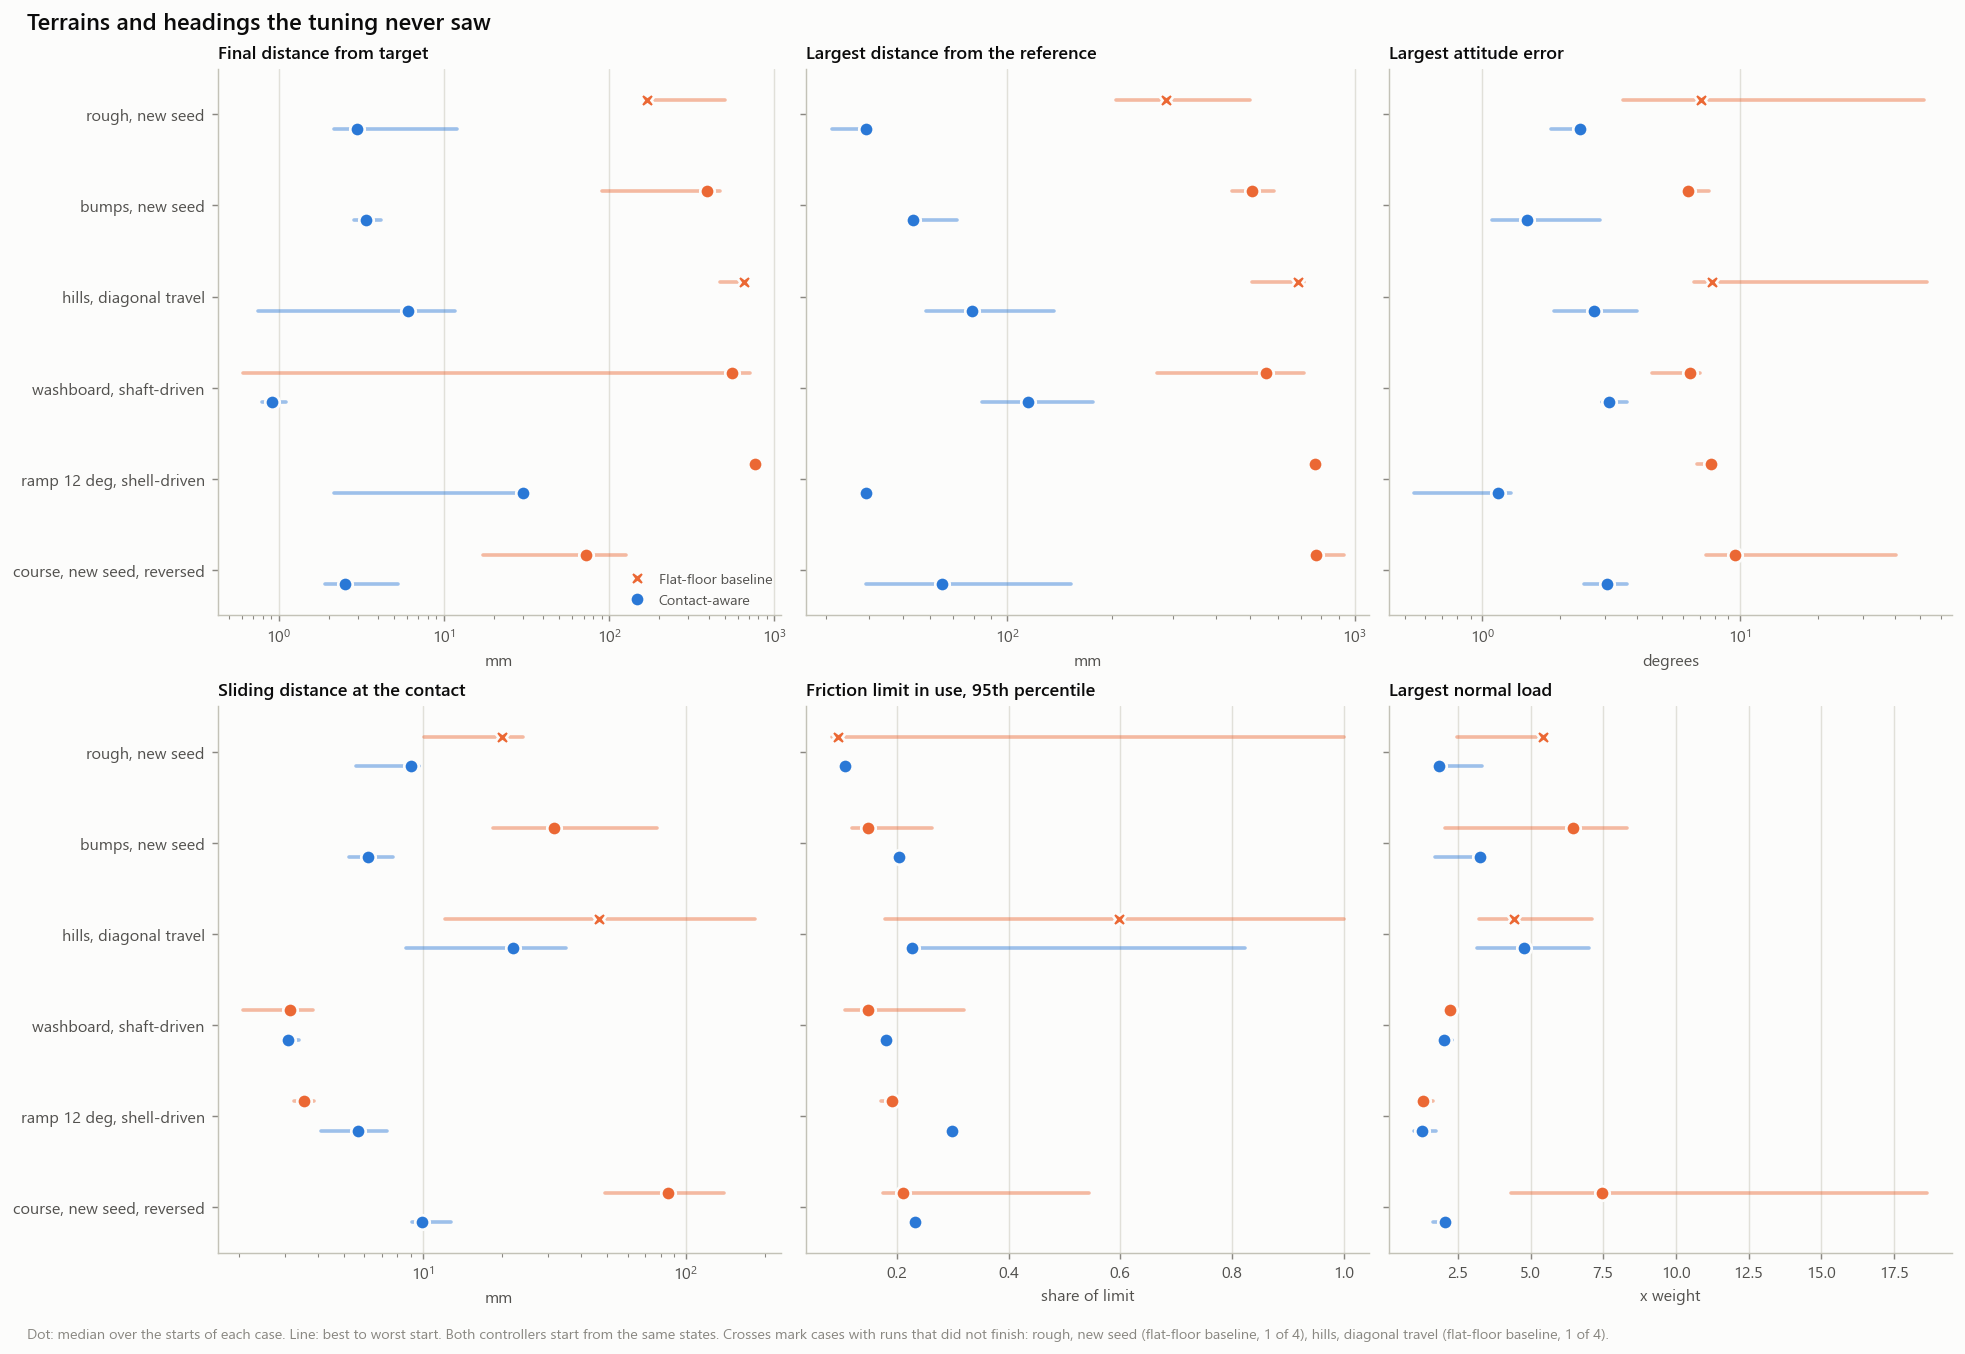 Terrains and headings the tuning never saw
Final distance from target
Largest distance from the reference
Largest attitude error
rough, new seed
bumps, new seed
hills, diagonal travel
washboard, shaft-driven
ramp 12 deg, shell-driven
course, new seed, reversed
Flat-floor baseline
Contact-aware
10⁰ 10¹ 10² 10³
mm
10² 10³
mm
10⁰ 10¹
degrees
Sliding distance at the contact
Friction limit in use, 95th percentile
Largest normal load
rough, new seed
bumps, new seed
hills, diagonal travel
washboard, shaft-driven
ramp 12 deg, shell-driven
course, new seed, reversed
10¹ 10²
mm
0.2 0.4 0.6 0.8 1.0
share of limit
2.5 5.0 7.5 10.0 12.5 15.0 17.5
x weight
Dot: median over the starts of each case. Line: best to worst start. Both controllers start from the same states. Crosses mark cases with runs that did not finish: rough, new seed (flat-floor baseline, 1 of 4), hills, diagonal travel (flat-floor baseline, 1 of 4).